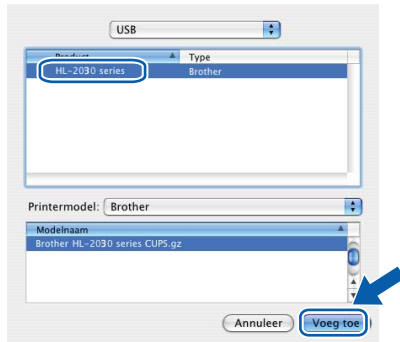 USB
Product Type
HL-2030 series Brother
Printermodel: Brother
Modelnaam
Brother HL-2030 series CUPS.gz
Annuleer Voeg toe